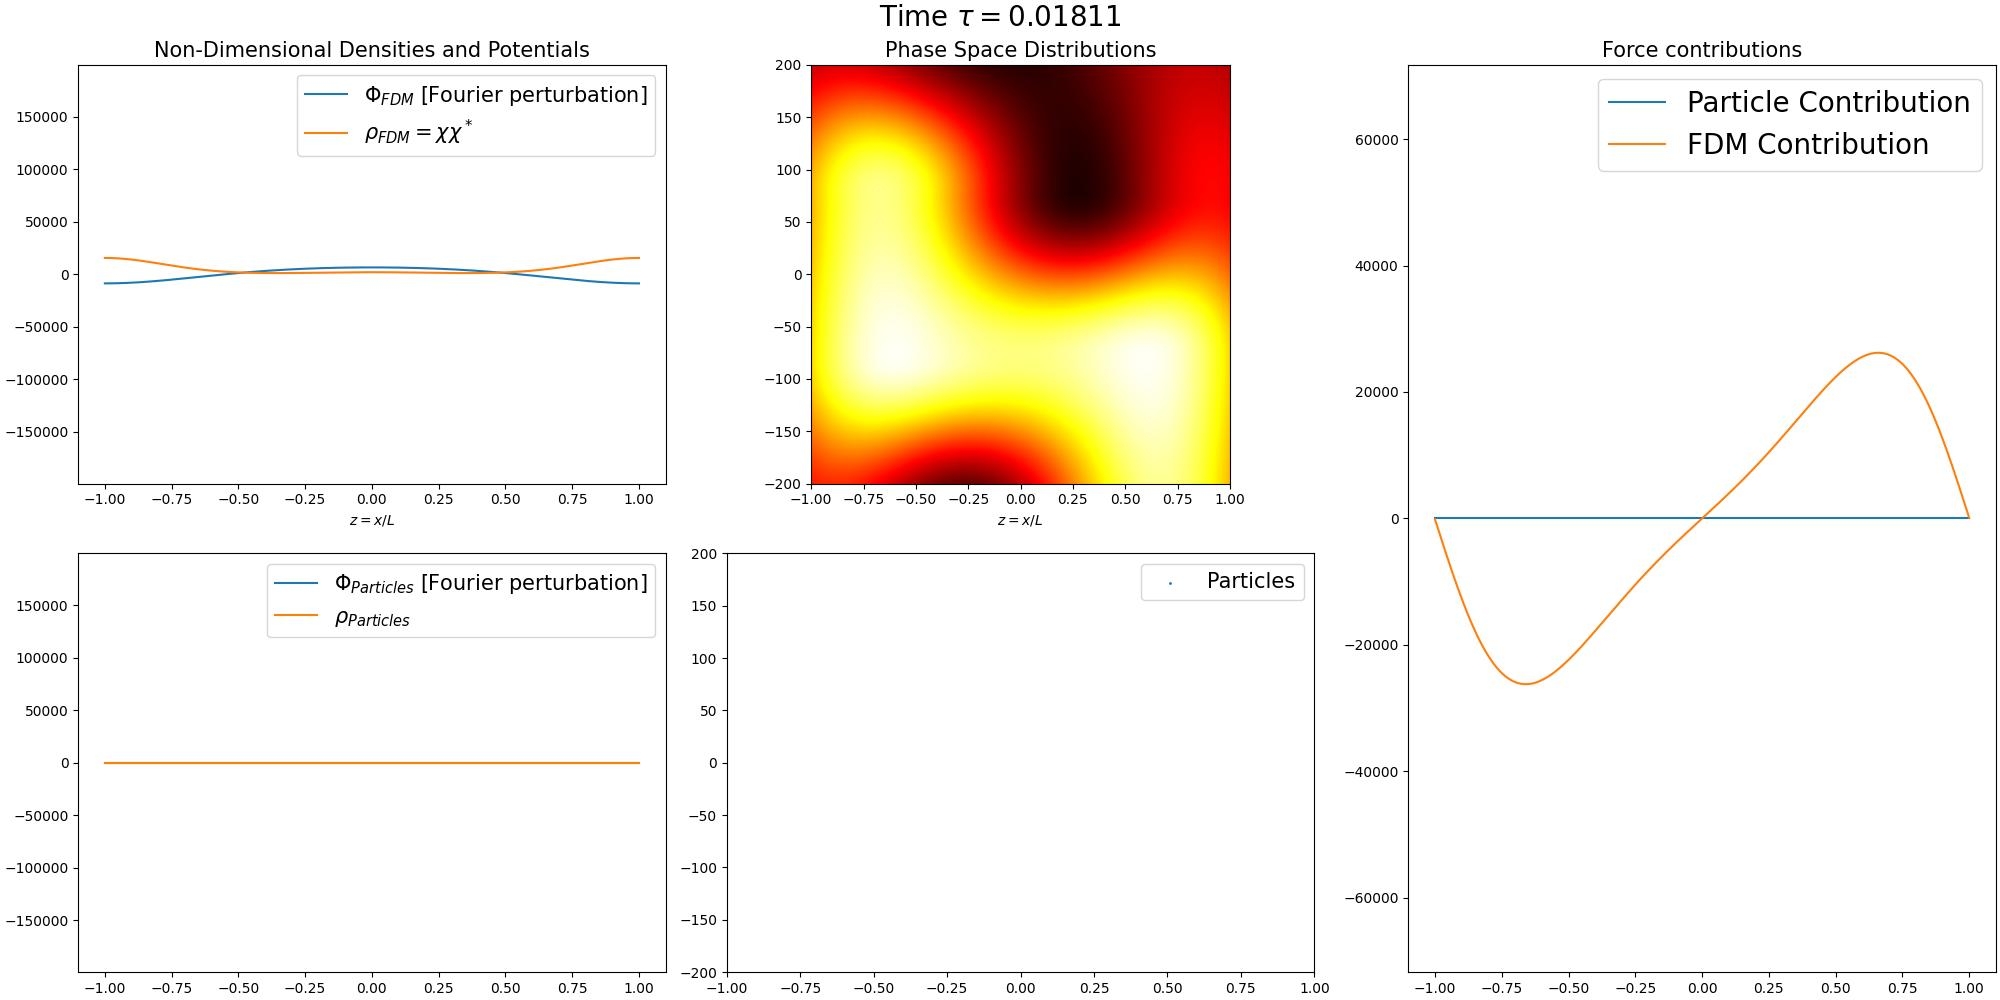 Time τ = 0.01811
Non-Dimensional Densities and Potentials
Φ_FDM [Fourier perturbation]
ρ_FDM = χχ*
150000
100000
50000
0
−50000
−100000
−150000
−1.00 −0.75 −0.50 −0.25 0.00 0.25 0.50 0.75 1.00
z = x/L
Phase Space Distributions
200
150
100
50
0
−50
−100
−150
−200
−1.00 −0.75 −0.50 −0.25 0.00 0.25 0.50 0.75 1.00
z = x/L
Force contributions
Particle Contribution
FDM Contribution
60000
40000
20000
0
−20000
−40000
−60000
−1.00 −0.75 −0.50 −0.25 0.00 0.25 0.50 0.75 1.00
Φ_Particles [Fourier perturbation]
ρ_Particles
150000
100000
50000
0
−50000
−100000
−150000
−1.00 −0.75 −0.50 −0.25 0.00 0.25 0.50 0.75 1.00
Particles
200
150
100
50
0
−50
−100
−150
−200
−1.00 −0.75 −0.50 −0.25 0.00 0.25 0.50 0.75 1.00